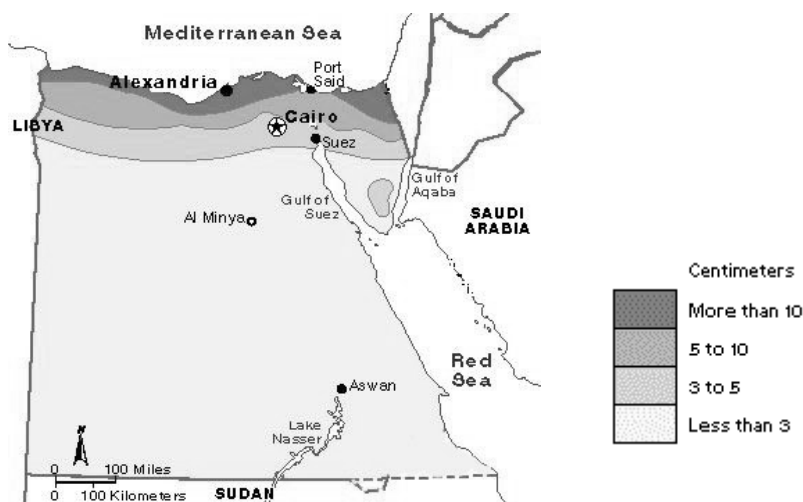 Mediterranean Sea
Port
Said
Alexandria
Cairo
LIBYA
Suez
Gulf of
Aqaba
Gulf of
Suez
Al Minya
SAUDI
ARABIA
Red
Sea
Aswan
Lake
Nasser
N
0 100 Miles
0 100 Kilometers
SUDAN
Centimeters
More than 10
5 to 10
3 to 5
Less than 3